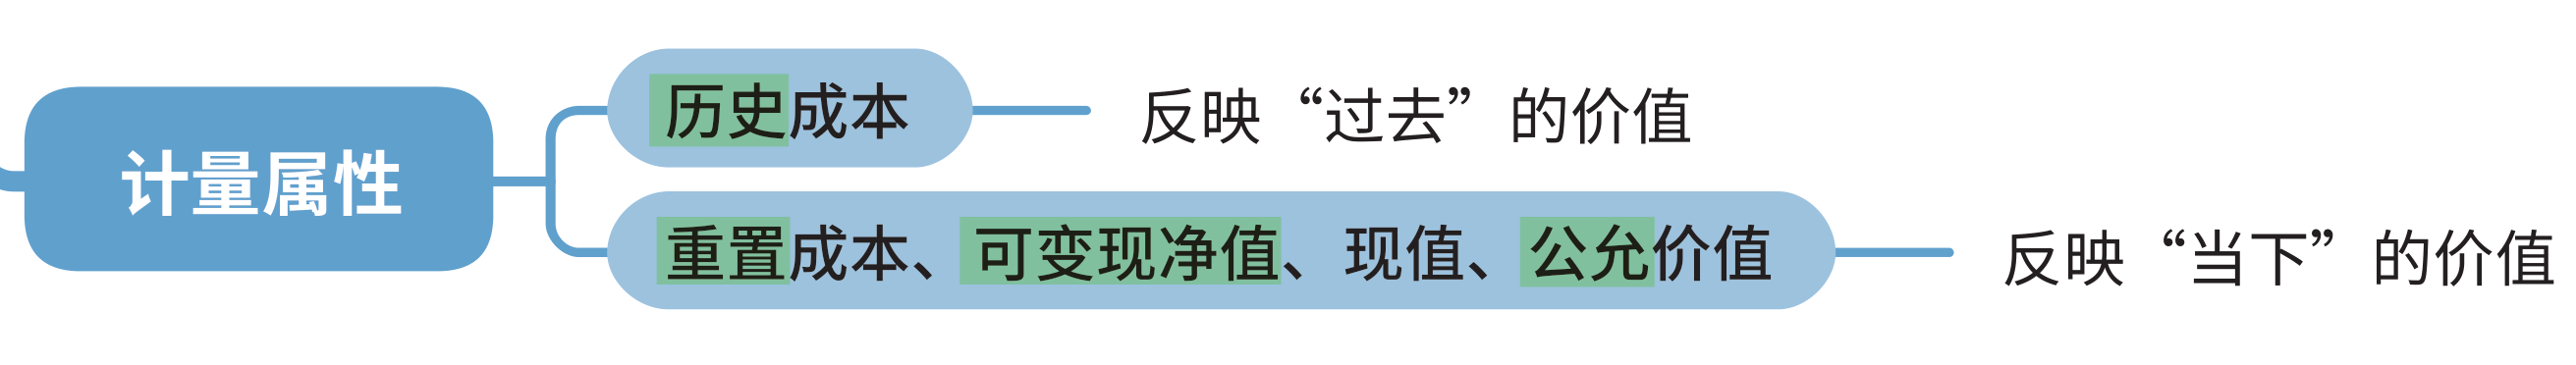 计量属性
历史成本
反映“过去”的价值
重置成本、可变现净值、现值、公允价值
反映“当下”的价值